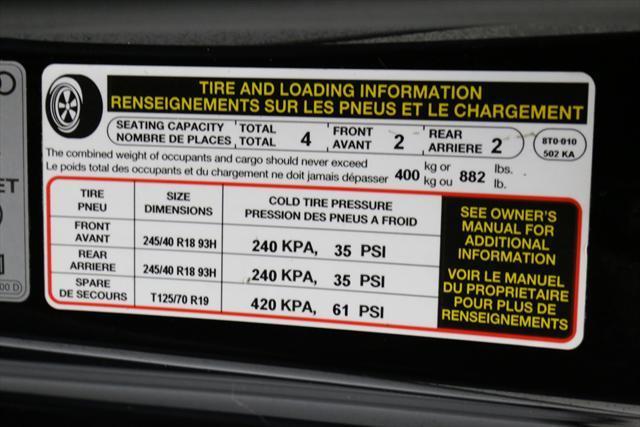 TIRE AND LOADING INFORMATION
RENSEIGNEMENTS SUR LES PNEUS ET LE CHARGEMENT
SEATING CAPACITY TOTAL 4 FRONT 2 REAR 2
NOMBRE DE PLACES TOTAL AVANT ARRIERE
8T0·010
502 KA
The combined weight of occupants and cargo should never exceed 400 kg or 882 lbs.
Le poids total des occupants et du chargement ne doit jamais dépasser kg ou lb.
TIRE
PNEU
SIZE
DIMENSIONS
COLD TIRE PRESSURE
PRESSION DES PNEUS A FROID
FRONT
AVANT
245/40 R18 93H
240 KPA, 35 PSI
REAR
ARRIERE
245/40 R18 93H
240 KPA, 35 PSI
SPARE
DE SECOURS
T125/70 R19
420 KPA, 61 PSI
SEE OWNER'S
MANUAL FOR
ADDITIONAL
INFORMATION
VOIR LE MANUEL
DU PROPRIETAIRE
POUR PLUS DE
RENSEIGNEMENTS
ET
00 D